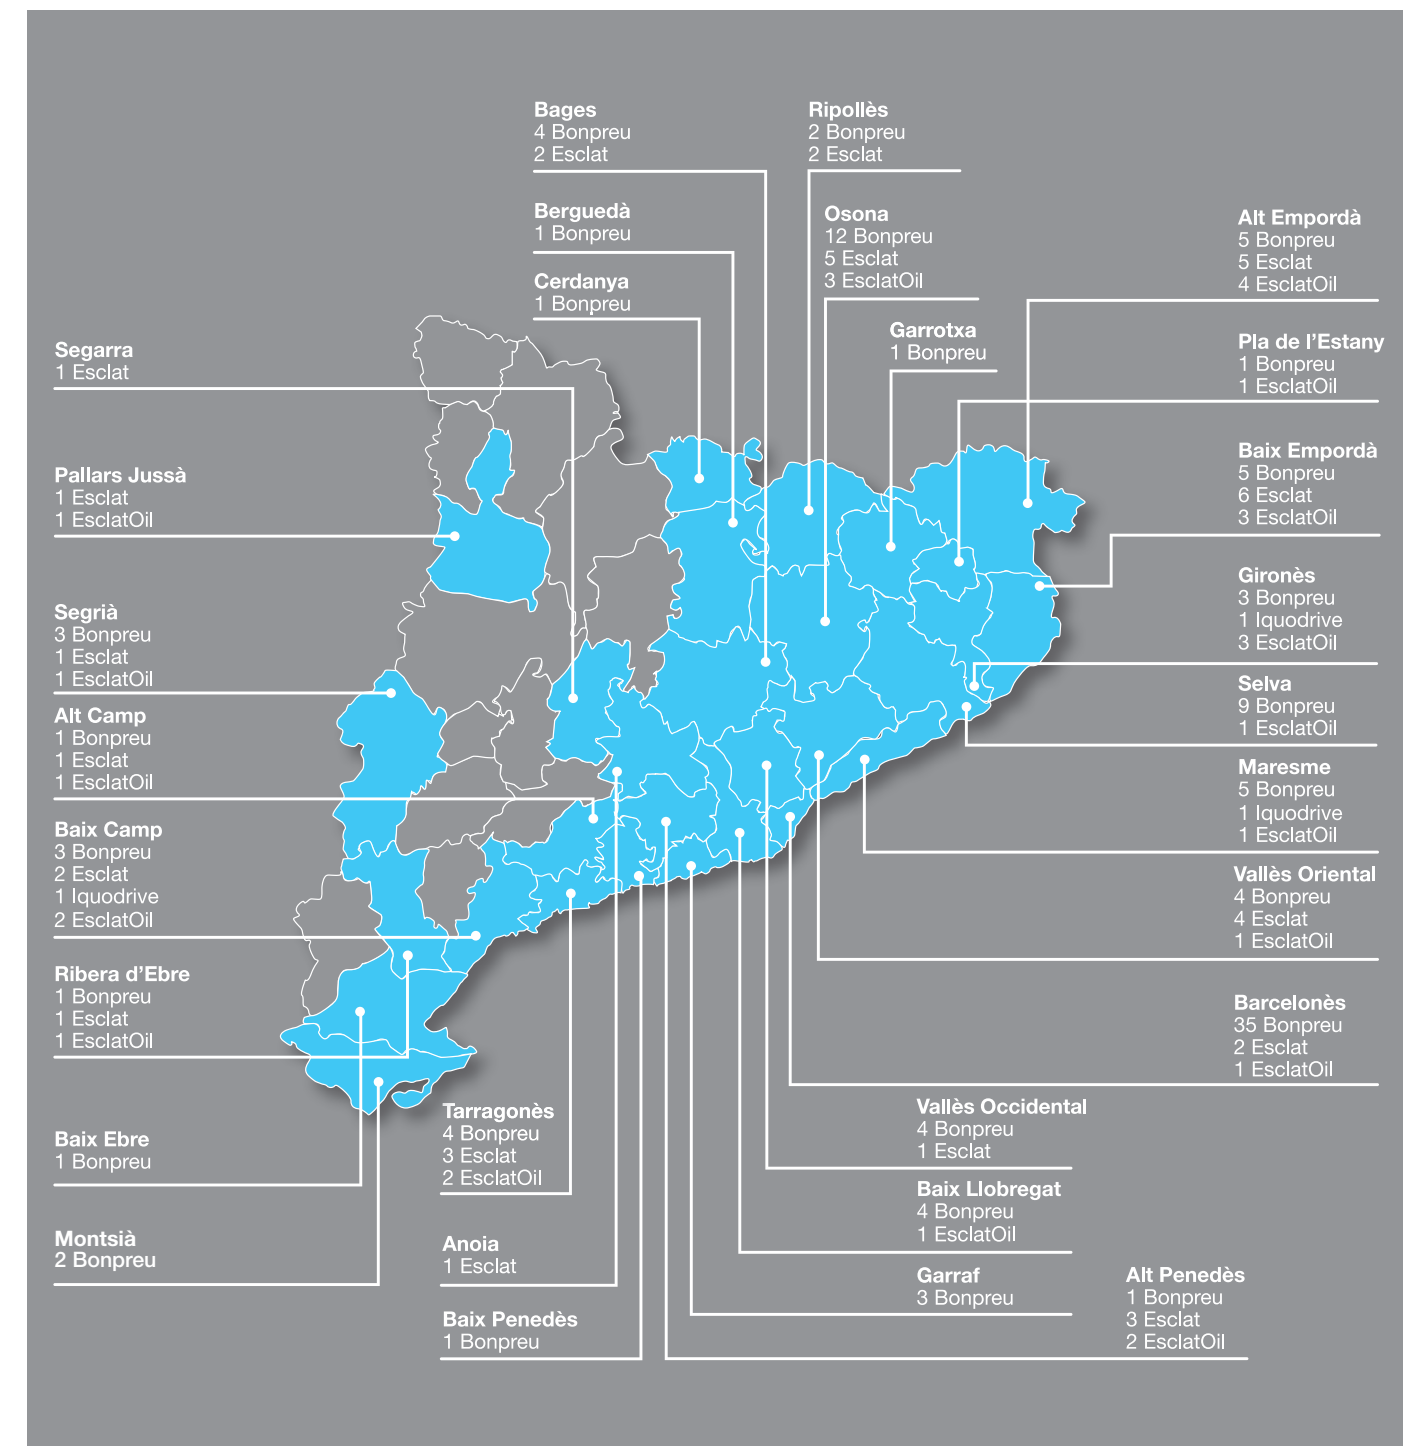 Bages
4 Bonpreu
2 Esclat
Ripollès
2 Bonpreu
2 Esclat
Berguedà
1 Bonpreu
Osona
12 Bonpreu
5 Esclat
3 EsclatOil
Alt Empordà
5 Bonpreu
5 Esclat
4 EsclatOil
Cerdanya
1 Bonpreu
Garrotxa
1 Bonpreu
Pla de l’Estany
1 Bonpreu
1 EsclatOil
Segarra
1 Esclat
Baix Empordà
5 Bonpreu
6 Esclat
3 EsclatOil
Pallars Jussà
1 Esclat
1 EsclatOil
Gironès
3 Bonpreu
1 Iquodrive
3 EsclatOil
Segrià
3 Bonpreu
1 Esclat
1 EsclatOil
Selva
9 Bonpreu
1 EsclatOil
Alt Camp
1 Bonpreu
1 Esclat
1 EsclatOil
Maresme
5 Bonpreu
1 Iquodrive
1 EsclatOil
Baix Camp
3 Bonpreu
2 Esclat
1 Iquodrive
2 EsclatOil
Vallès Oriental
4 Bonpreu
4 Esclat
1 EsclatOil
Ribera d’Ebre
1 Bonpreu
1 Esclat
1 EsclatOil
Barcelonès
35 Bonpreu
2 Esclat
1 EsclatOil
Baix Ebre
1 Bonpreu
Tarragonès
4 Bonpreu
3 Esclat
2 EsclatOil
Vallès Occidental
4 Bonpreu
1 Esclat
Baix Llobregat
4 Bonpreu
1 EsclatOil
Montsià
2 Bonpreu
Anoia
1 Esclat
Garraf
3 Bonpreu
Alt Penedès
1 Bonpreu
3 Esclat
2 EsclatOil
Baix Penedès
1 Bonpreu